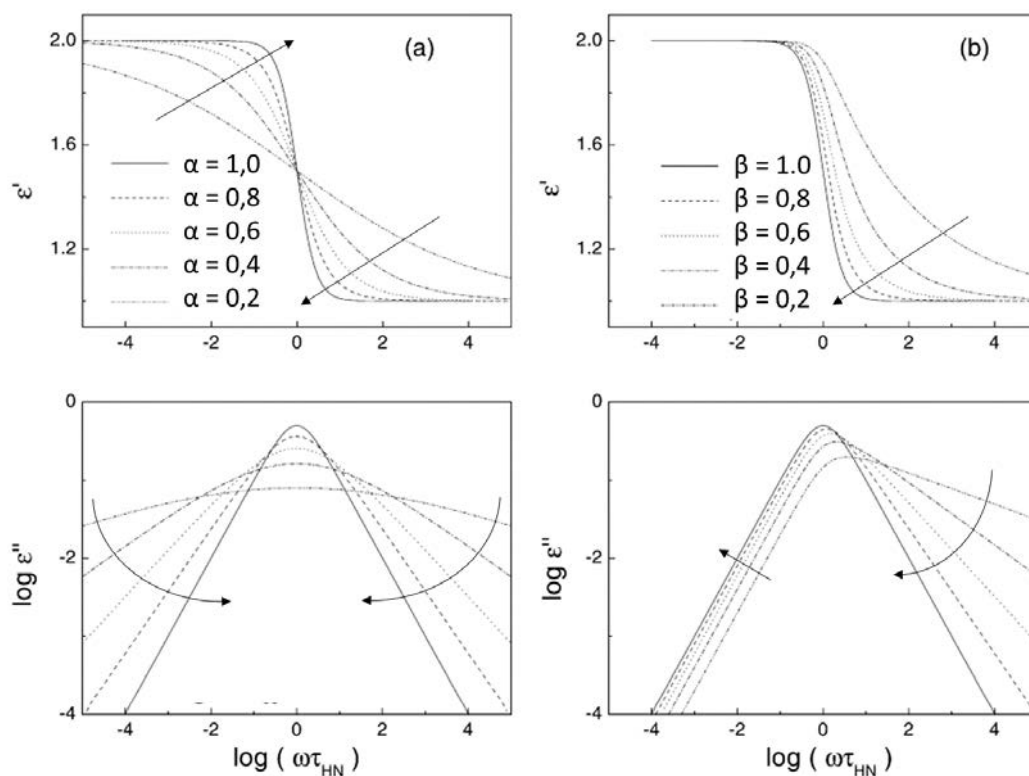 (a)
2.0
1.6
1.2
ε'
α = 1,0
α = 0,8
α = 0,6
α = 0,4
α = 0,2
-4
-2
0
2
4
(b)
2.0
1.6
1.2
ε'
β = 1.0
β = 0,8
β = 0,6
β = 0,4
β = 0,2
-4
-2
0
2
4
0
-2
-4
log ε"
-4
-2
0
2
4
log ( ωτHN )
0
-2
-4
log ε"
-4
-2
0
2
4
log ( ωτHN )